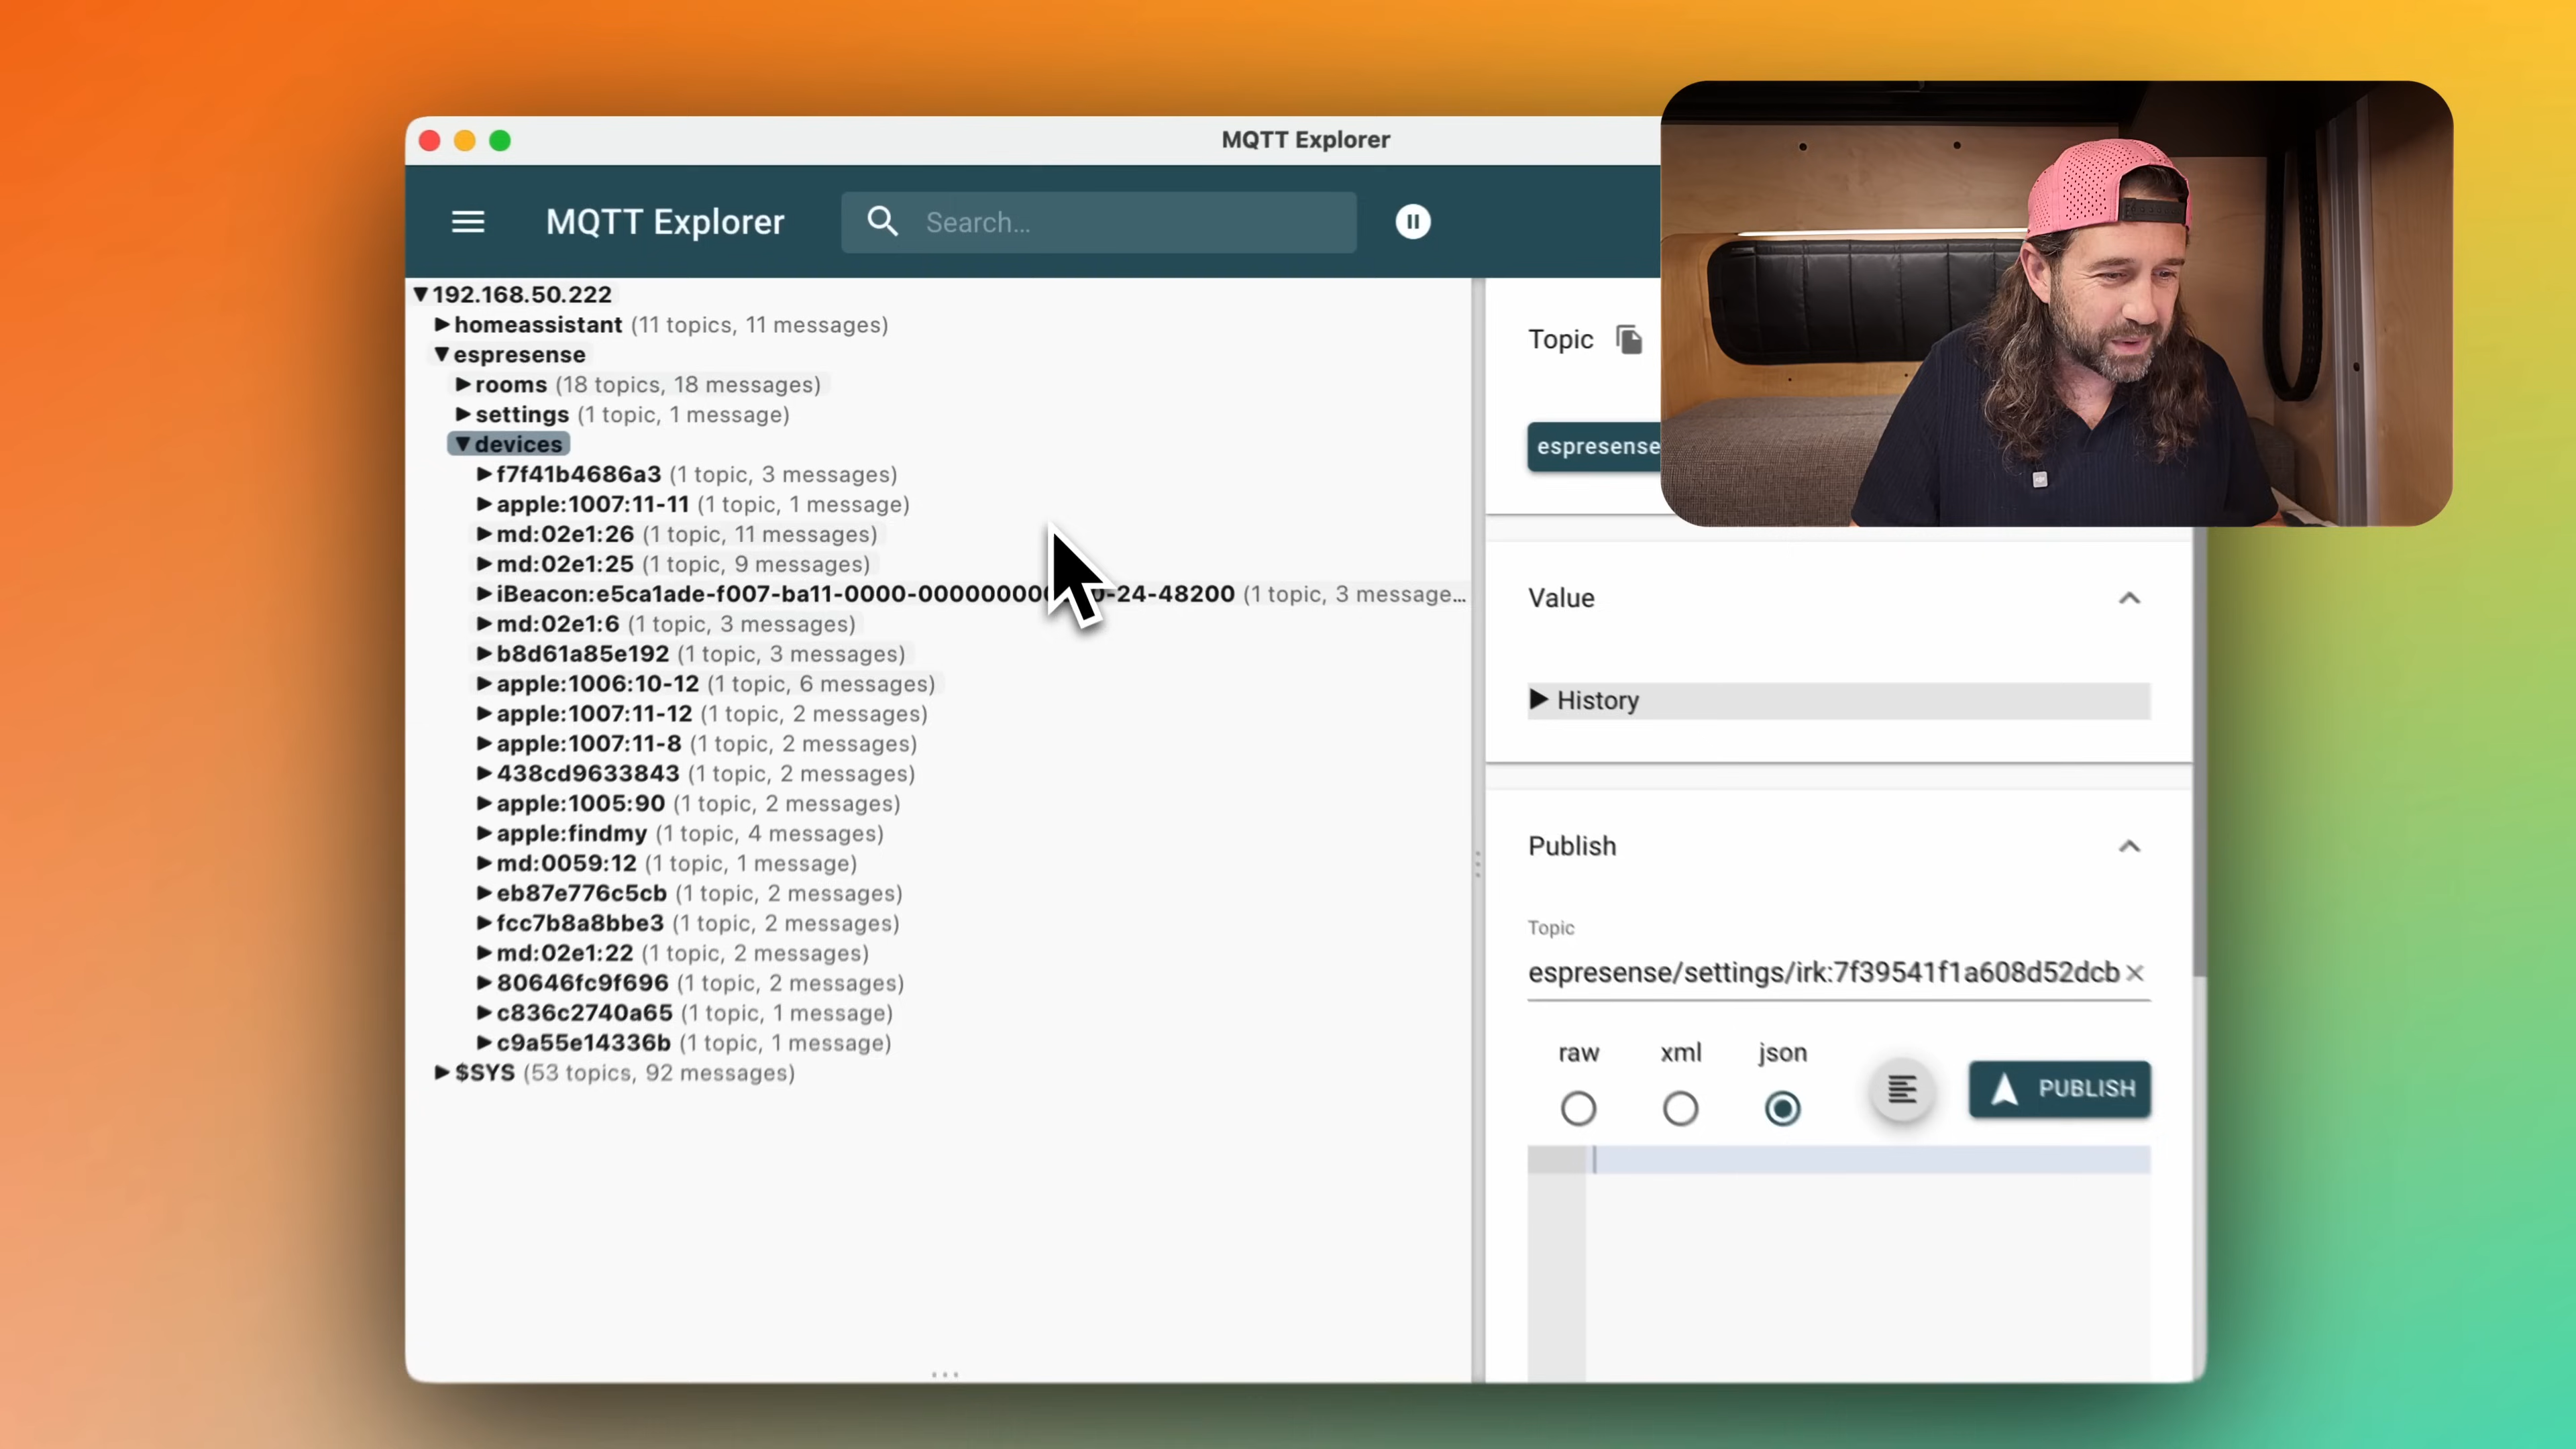 MQTT Explorer
MQTT Explorer
Search...
192.168.50.222
homeassistant (11 topics, 11 messages)
espresense
rooms (18 topics, 18 messages)
settings (1 topic, 1 message)
devices
f7f41b4686a3 (1 topic, 3 messages)
apple:1007:11-11 (1 topic, 1 message)
md:02e1:26 (1 topic, 11 messages)
md:02e1:25 (1 topic, 9 messages)
iBeacon:e5ca1ade-f007-ba11-0000-000000000 0-24-48200 (1 topic, 3 message...
md:02e1:6 (1 topic, 3 messages)
b8d61a85e192 (1 topic, 3 messages)
apple:1006:10-12 (1 topic, 6 messages)
apple:1007:11-12 (1 topic, 2 messages)
apple:1007:11-8 (1 topic, 2 messages)
438cd9633843 (1 topic, 2 messages)
apple:1005:90 (1 topic, 2 messages)
apple:findmy (1 topic, 4 messages)
md:0059:12 (1 topic, 1 message)
eb87e776c5cb (1 topic, 2 messages)
fcc7b8a8bbe3 (1 topic, 2 messages)
md:02e1:22 (1 topic, 2 messages)
80646fc9f696 (1 topic, 2 messages)
c836c2740a65 (1 topic, 1 message)
c9a55e14336b (1 topic, 1 message)
$SYS (53 topics, 92 messages)
Topic
espresense
Value
History
Publish
Topic
espresense/settings/irk:7f39541f1a608d52dcb
raw xml json
PUBLISH